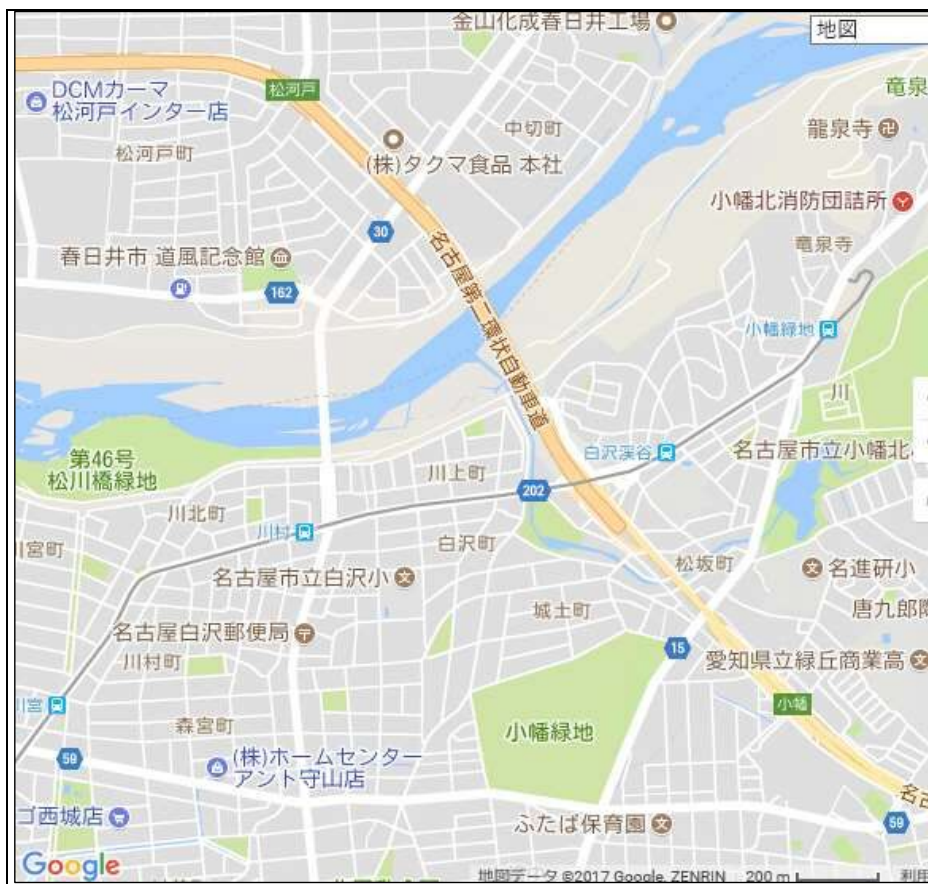 金山化成春日井工場
地図
DCMカーマ
松河戸インター店
松河戸
竜泉
中切町
龍泉寺
松河戸町
(株)タクマ食品 本社
小幡北消防団詰所
30
竜泉寺
春日井市 道風記念館
162
名古屋第二環状自動車道
小幡緑地
川
白沢渓谷
名古屋市立小幡北
第46号
松川橋緑地
川上町
202
川北町
川村
白沢町
川宮町
松坂町
名古屋市立白沢小
名進研小
城土町
唐九郎
名古屋白沢郵便局
15
川村町
愛知県立緑丘商業高
川宮
小幡
森宮町
小幡緑地
59
(株)ホームセンター
アント守山店
名古
ゴ西城店
ふたば保育園
59
Google
地図データ ©2017 Google, ZENRIN
200 m
利用